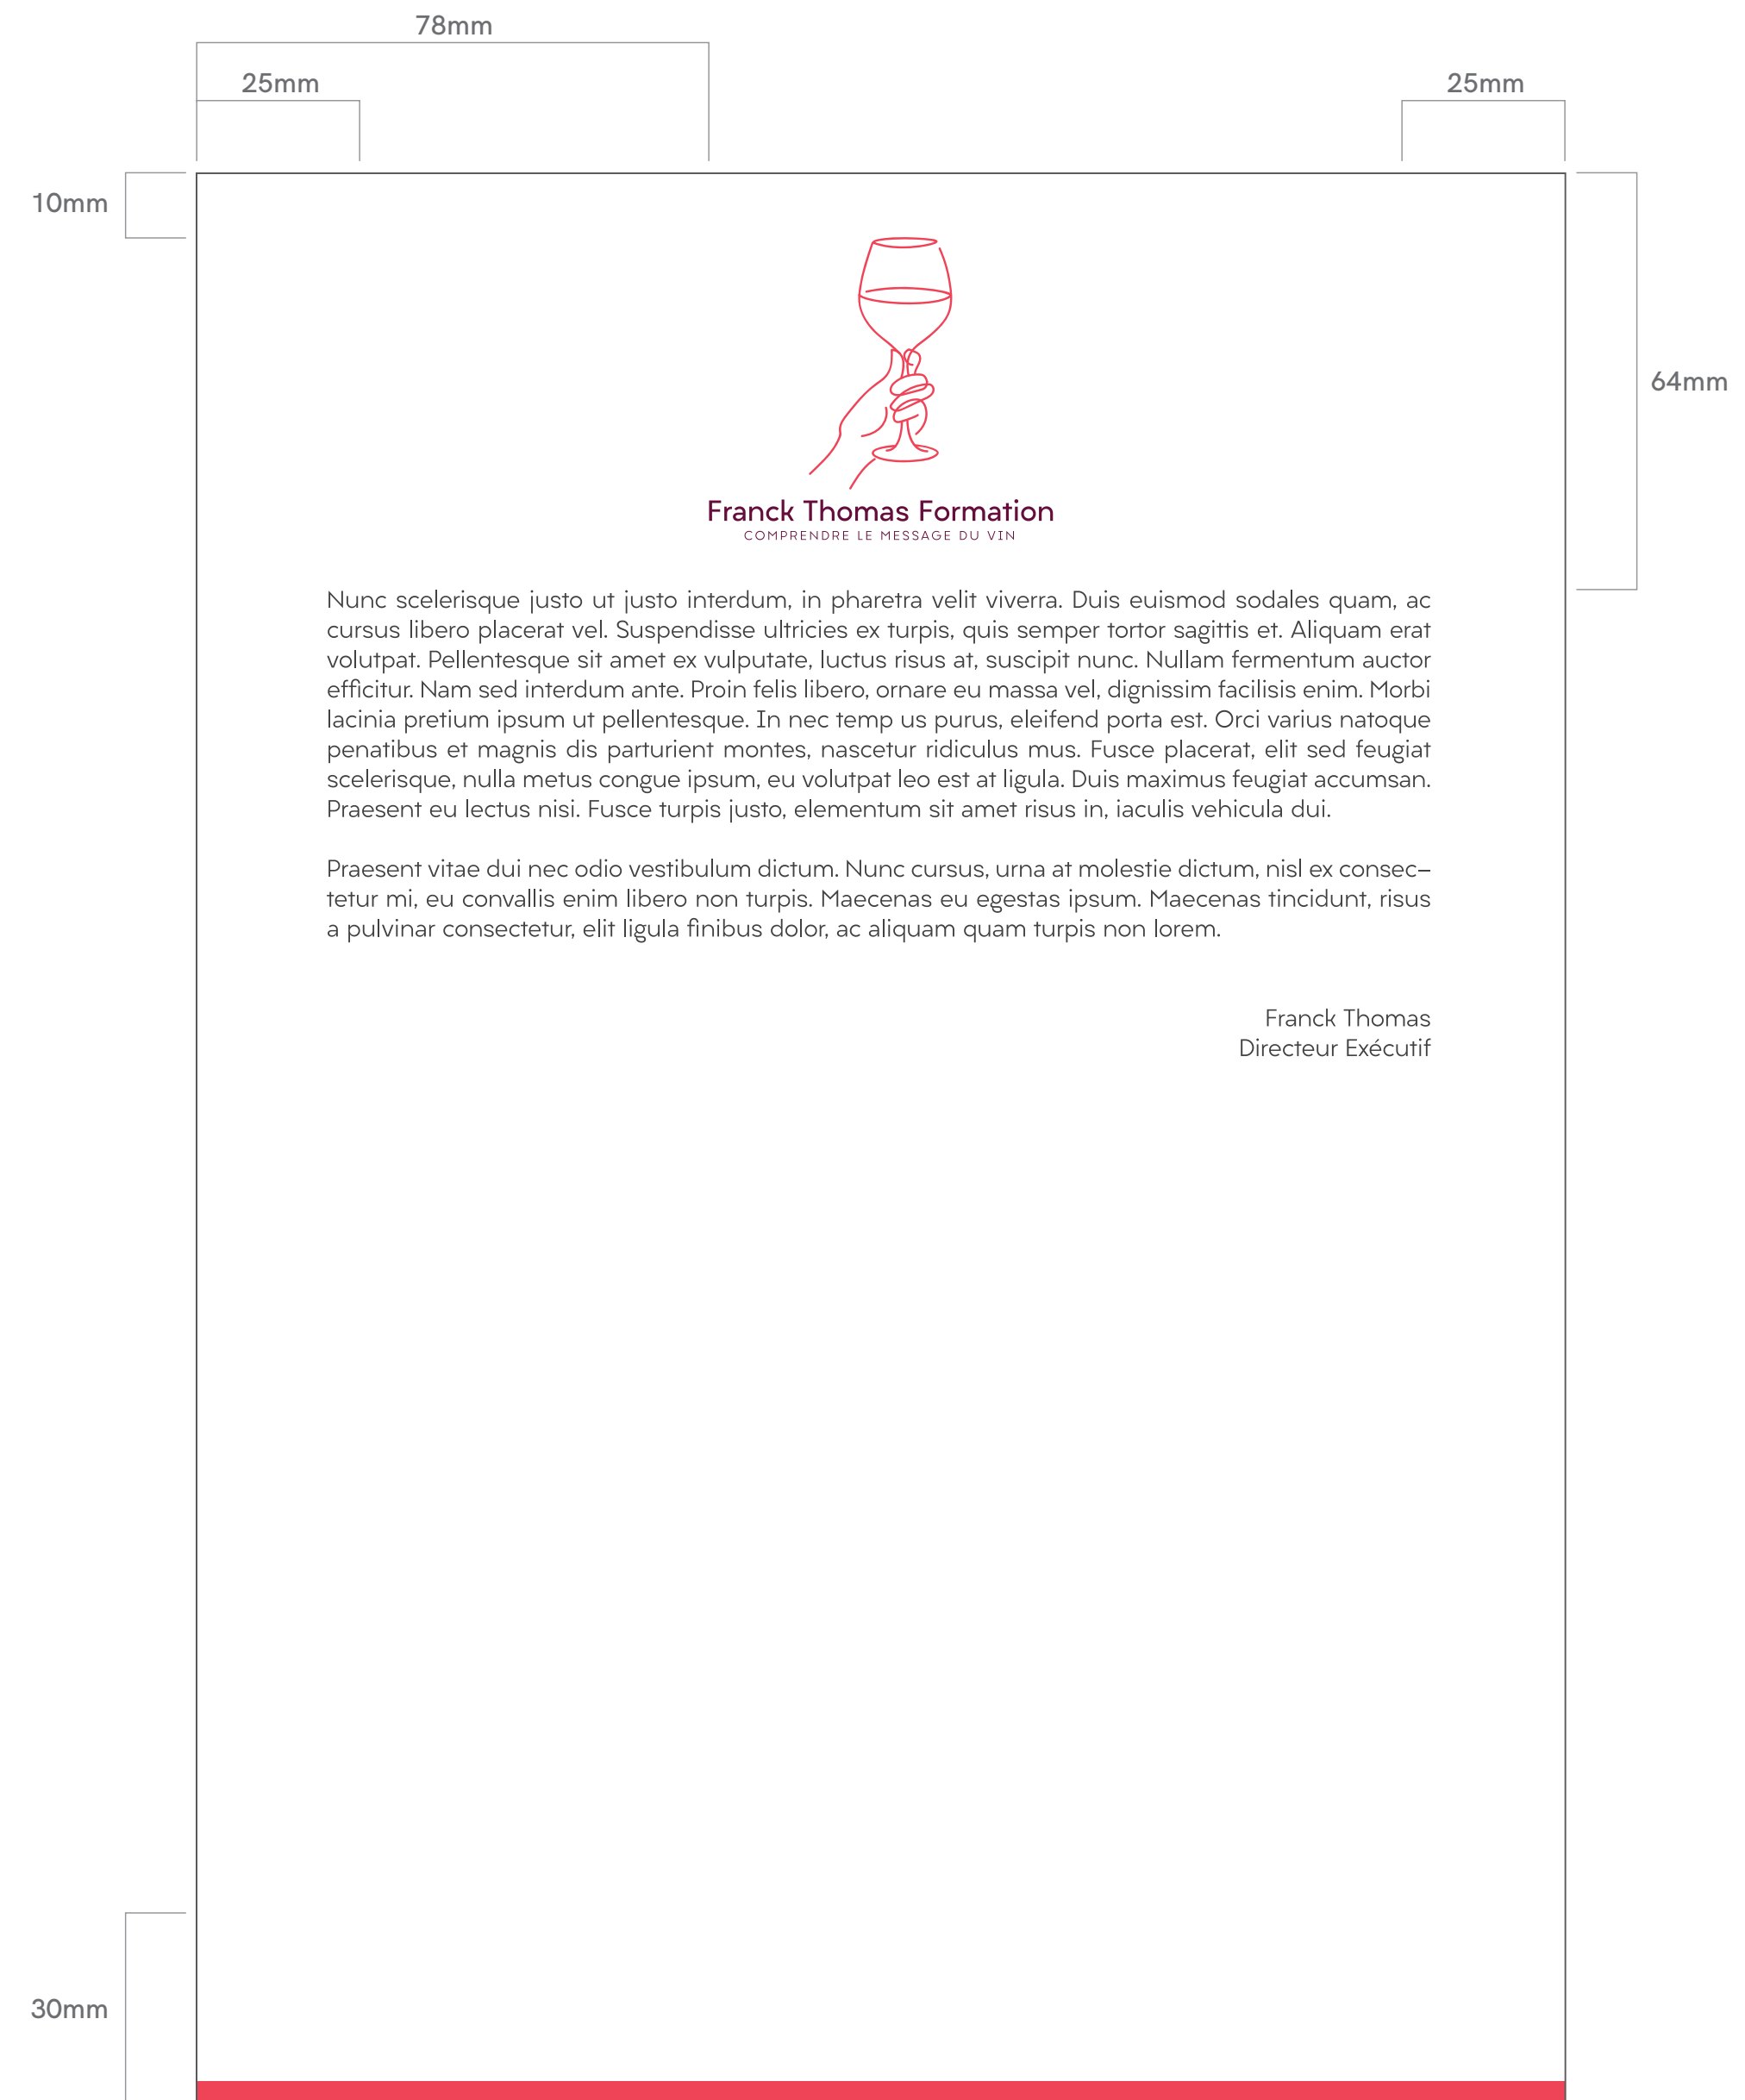 78mm
25mm
25mm
10mm
64mm
Franck Thomas Formation
COMPRENDRE LE MESSAGE DU VIN
Nunc scelerisque justo ut justo interdum, in pharetra velit viverra. Duis euismod sodales quam, ac
cursus libero placerat vel. Suspendisse ultricies ex turpis, quis semper tortor sagittis et. Aliquam erat
volutpat. Pellentesque sit amet ex vulputate, luctus risus at, suscipit nunc. Nullam fermentum auctor
efficitur. Nam sed interdum ante. Proin felis libero, ornare eu massa vel, dignissim facilisis enim. Morbi
lacinia pretium ipsum ut pellentesque. In nec temp us purus, eleifend porta est. Orci varius natoque
penatibus et magnis dis parturient montes, nascetur ridiculus mus. Fusce placerat, elit sed feugiat
scelerisque, nulla metus congue ipsum, eu volutpat leo est at ligula. Duis maximus feugiat accumsan.
Praesent eu lectus nisi. Fusce turpis justo, elementum sit amet risus in, iaculis vehicula dui.
Praesent vitae dui nec odio vestibulum dictum. Nunc cursus, urna at molestie dictum, nisl ex consec-
tetur mi, eu convallis enim libero non turpis. Maecenas eu egestas ipsum. Maecenas tincidunt, risus
a pulvinar consectetur, elit ligula finibus dolor, ac aliquam quam turpis non lorem.
Franck Thomas
Directeur Exécutif
30mm